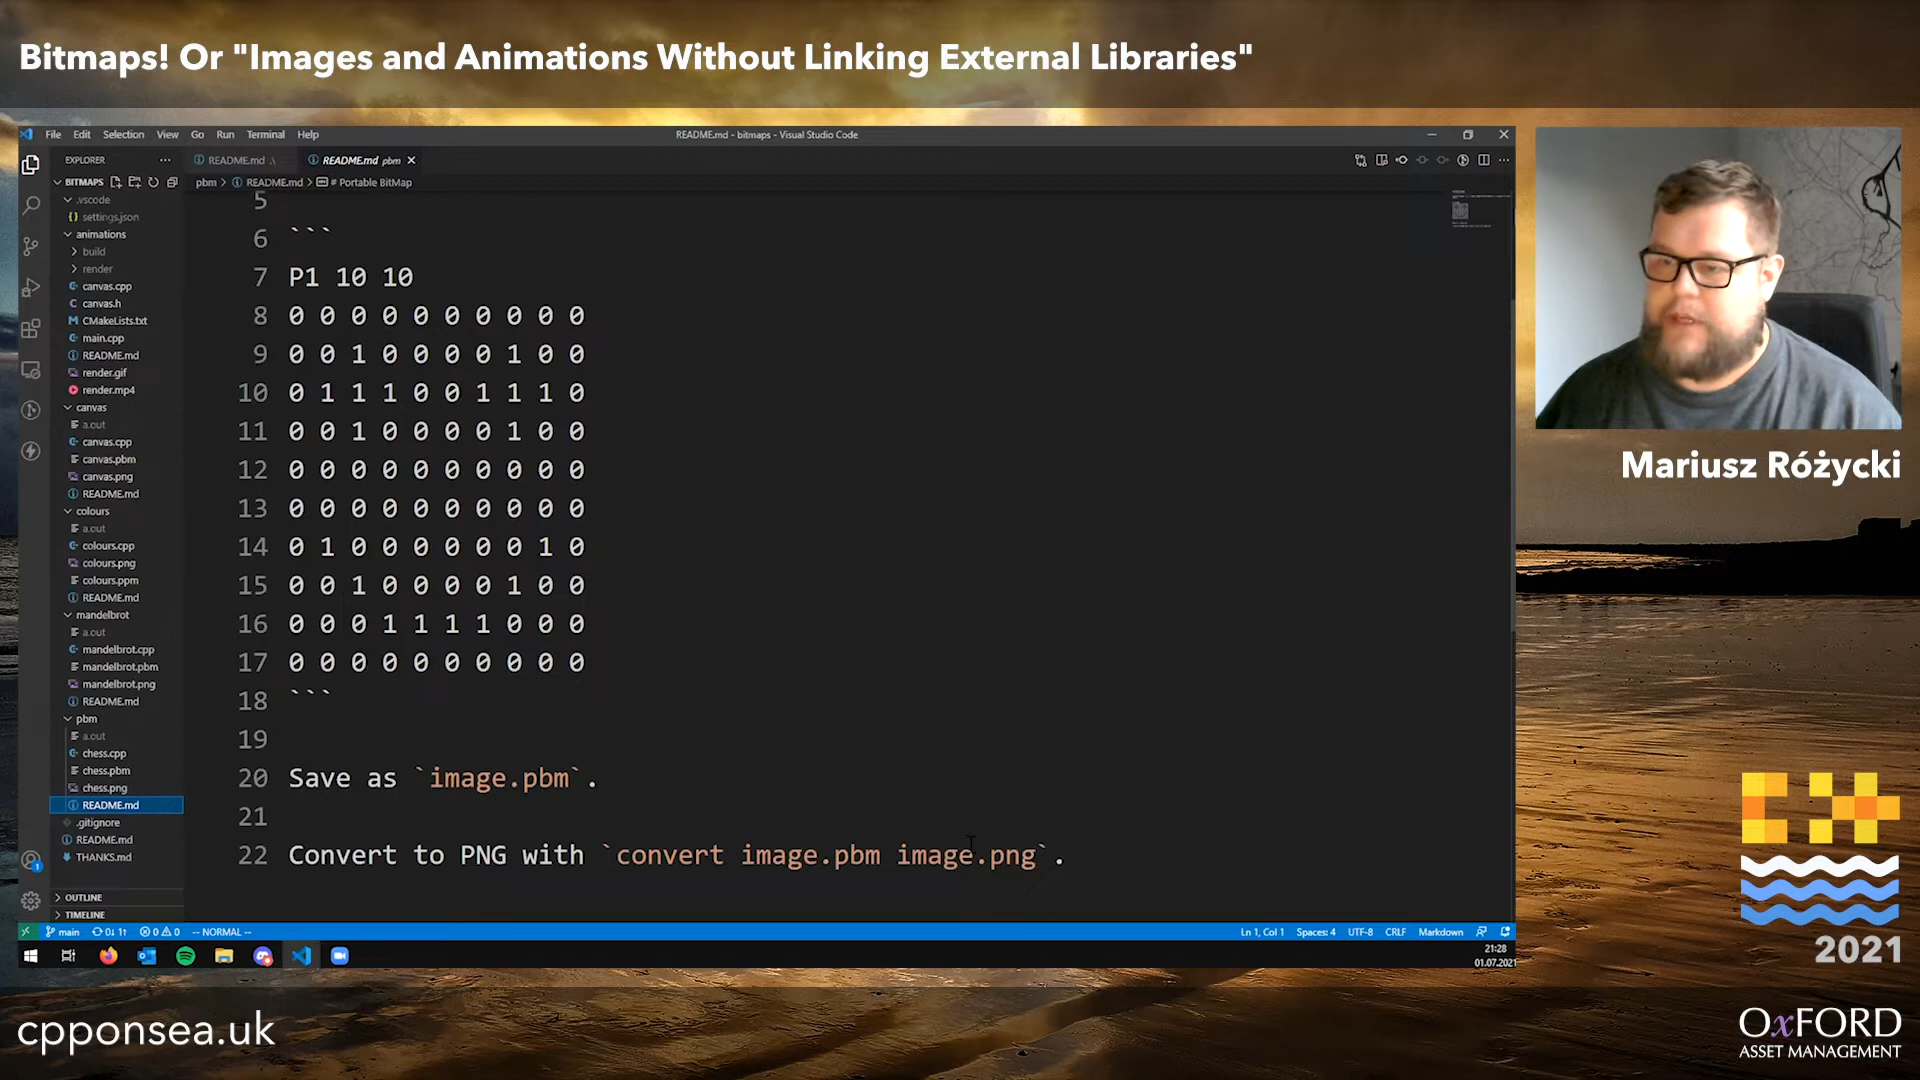 Bitmaps! Or "Images and Animations Without Linking External Libraries"
File Edit Selection View Go Run Terminal Help
README.md - bitmaps - Visual Studio Code
EXPLORER
README.md .\
README.md pbm
BITMAPS
pbm > README.md > # Portable BitMap
.vscode
settings.json
animations
build
render
canvas.cpp
canvas.h
CMakeLists.txt
main.cpp
README.md
render.gif
render.mp4
canvas
a.out
canvas.cpp
canvas.pbm
canvas.png
README.md
colours
a.out
colours.cpp
colours.png
colours.ppm
README.md
mandelbrot
a.out
mandelbrot.cpp
mandelbrot.pbm
mandelbrot.png
README.md
pbm
a.out
chess.cpp
chess.pbm
chess.png
README.md
.gitignore
README.md
THANKS.md
OUTLINE
TIMELINE
5
6 ```
7 P1 10 10
8 0 0 0 0 0 0 0 0 0 0
9 0 0 1 0 0 0 0 1 0 0
10 0 1 1 1 0 0 1 1 1 0
11 0 0 1 0 0 0 0 1 0 0
12 0 0 0 0 0 0 0 0 0 0
13 0 0 0 0 0 0 0 0 0 0
14 0 1 0 0 0 0 0 0 1 0
15 0 0 1 0 0 0 0 1 0 0
16 0 0 0 1 1 1 1 0 0 0
17 0 0 0 0 0 0 0 0 0 0
18 ```
19
20 Save as `image.pbm`.
21
22 Convert to PNG with `convert image.pbm image.png`.
main 0↓ 1↑ 0 0 -- NORMAL --
Ln 1, Col 1 Spaces: 4 UTF-8 CRLF Markdown
21:28
01.07.2021
Mariusz Różycki
C++
2021
cpponsea.uk
OxFORD
ASSET MANAGEMENT